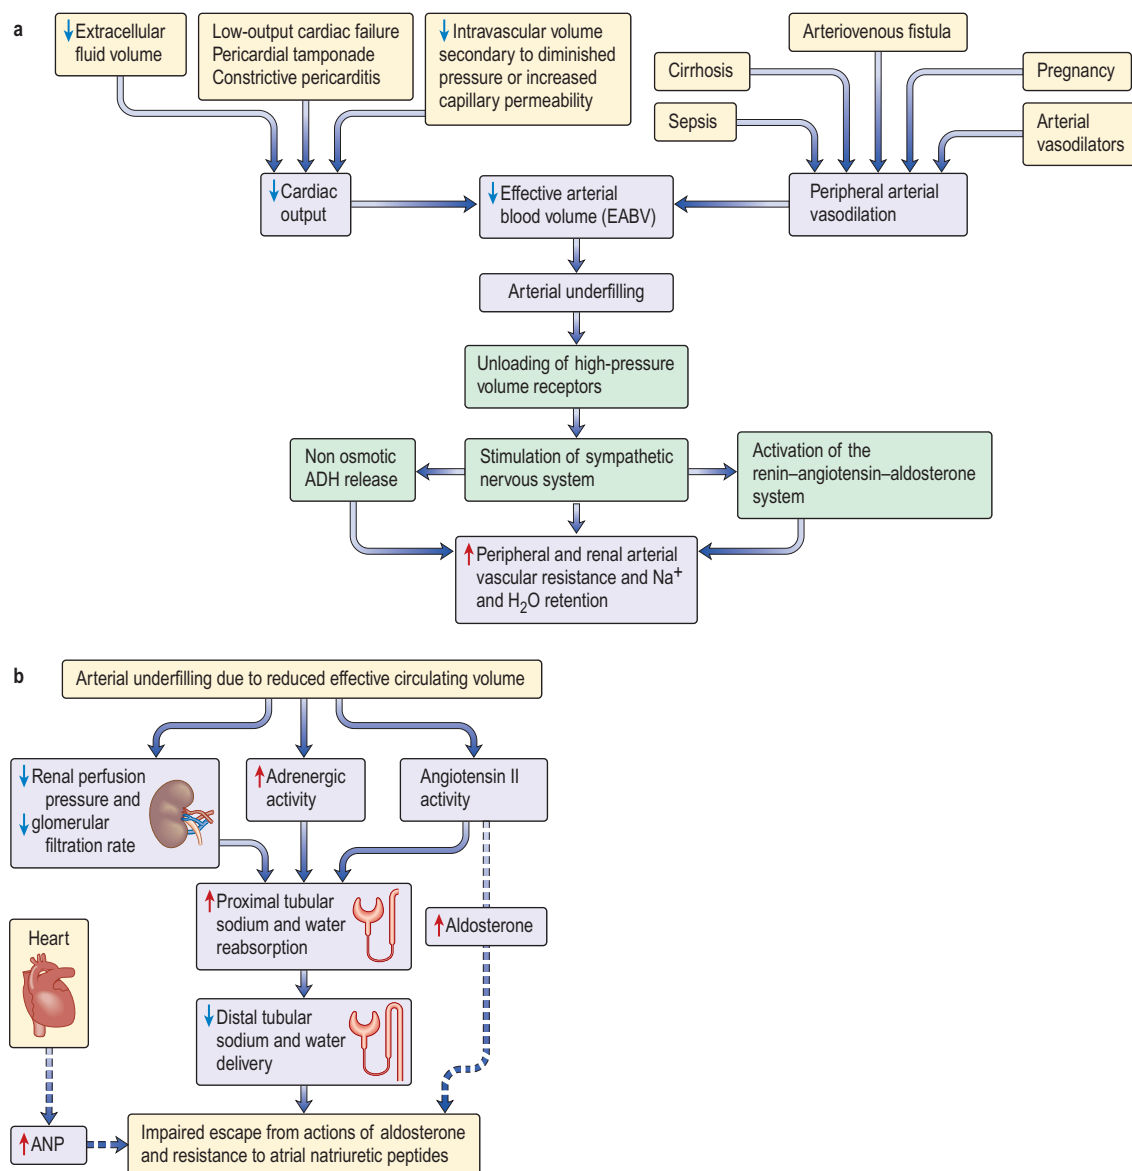 a
↓ Extracellular
fluid volume
Low-output cardiac failure
Pericardial tamponade
Constrictive pericarditis
↓ Intravascular volume
secondary to diminished
pressure or increased
capillary permeability
Arteriovenous fistula
Cirrhosis
Pregnancy
Sepsis
Arterial
vasodilators
↓ Cardiac
output
↓ Effective arterial
blood volume (EABV)
Peripheral arterial
vasodilation
Arterial underfilling
Unloading of high-pressure
volume receptors
Non osmotic
ADH release
Stimulation of sympathetic
nervous system
Activation of the
renin–angiotensin–aldosterone
system
↑ Peripheral and renal arterial
vascular resistance and Na⁺
and H₂O retention
b
Arterial underfilling due to reduced effective circulating volume
↓ Renal perfusion
pressure and
↓ glomerular
filtration rate
↑ Adrenergic
activity
Angiotensin II
activity
↑ Proximal tubular
sodium and water
reabsorption
↑ Aldosterone
Heart
↓ Distal tubular
sodium and water
delivery
↑ ANP
Impaired escape from actions of aldosterone
and resistance to atrial natriuretic peptides